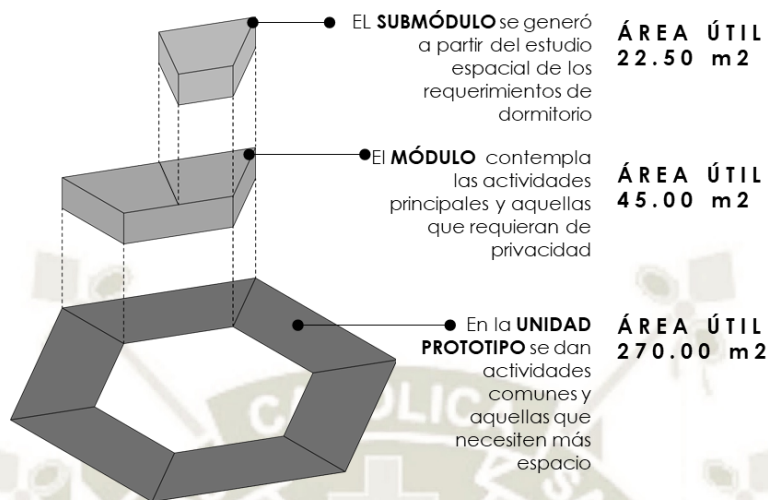 EL SUBMÓDULO se generó
a partir del estudio
espacial de los
requerimientos de
dormitorio
ÁREA ÚTIL
22.50 m2
El MÓDULO contempla
las actividades
principales y aquellas
que requieran de
privacidad
ÁREA ÚTIL
45.00 m2
En la UNIDAD
PROTOTIPO se dan
actividades
comunes y
aquellas que
necesiten más
espacio
ÁREA ÚTIL
270.00 m2